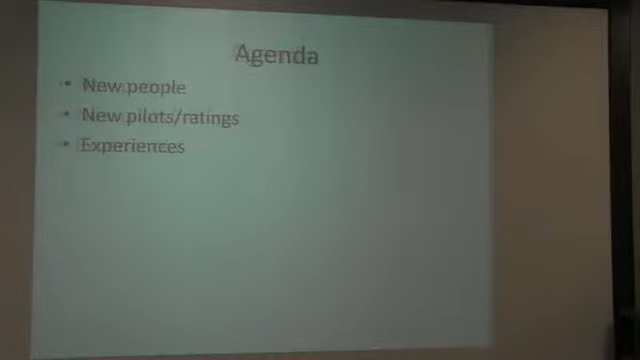 Agenda
• New people
• New pilots/ratings
• Experiences